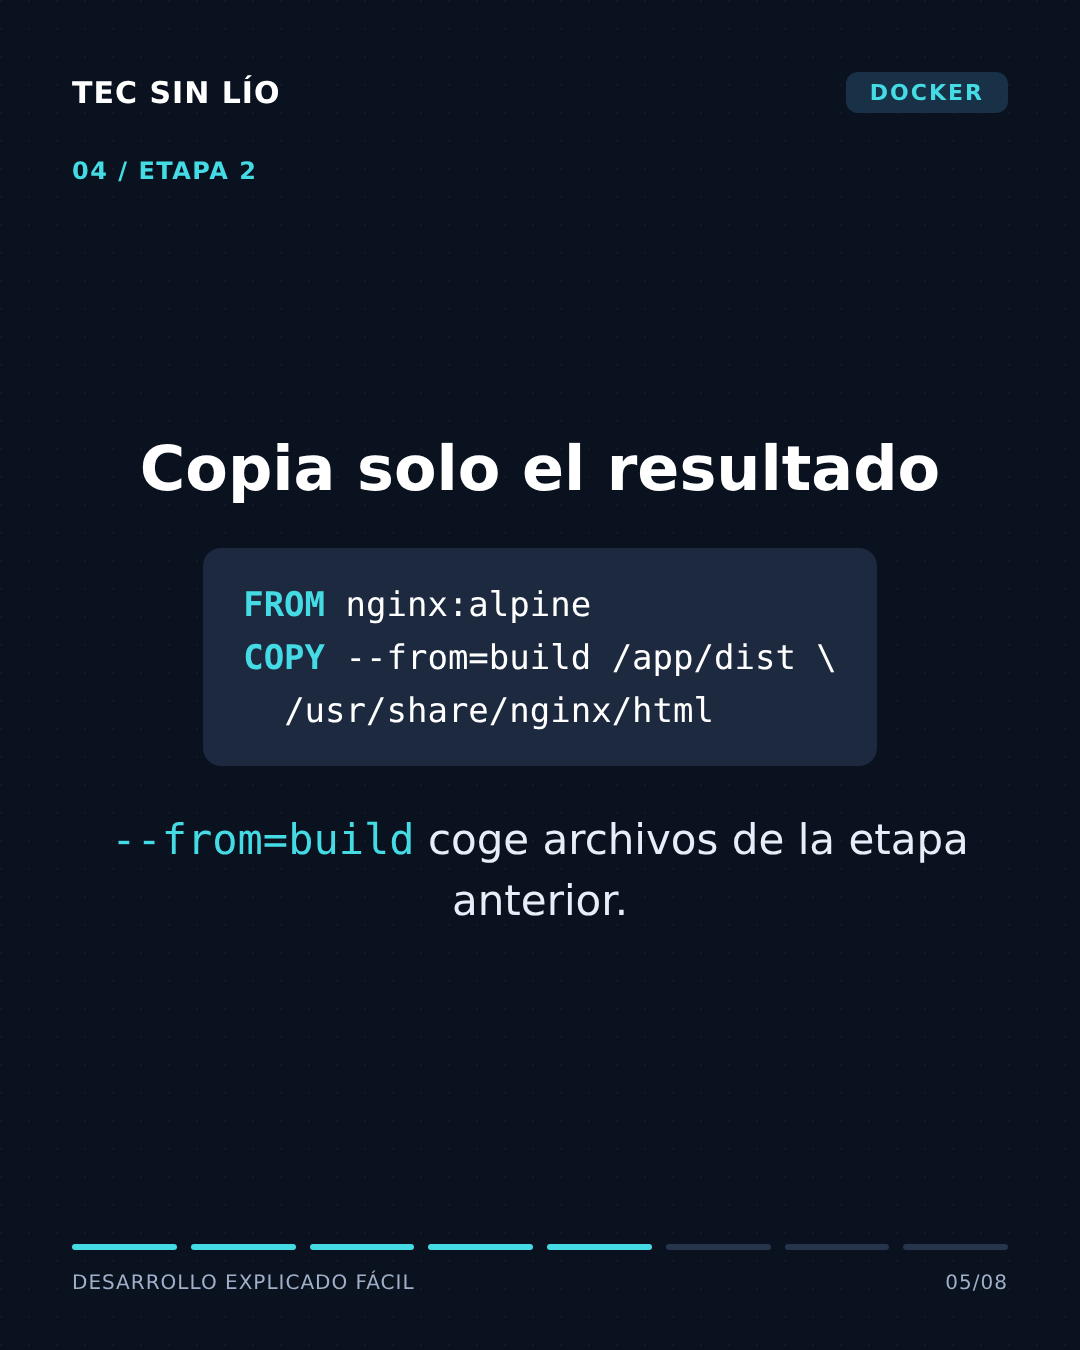 TEC SIN LÍO
DOCKER
04 / ETAPA 2
Copia solo el resultado
FROM nginx:alpine
COPY --from=build /app/dist \
  /usr/share/nginx/html
--from=build coge archivos de la etapa
anterior.
DESARROLLO EXPLICADO FÁCIL
05/08